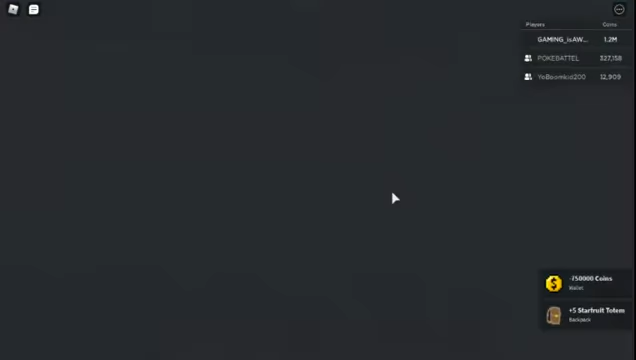 Players Coins
GAMING_isAW... 1.2M
POKEBATTEL 327,158
YoBoomkid200 12,909
-750000 Coins
Wallet
+5 Starfruit Totem
Backpack